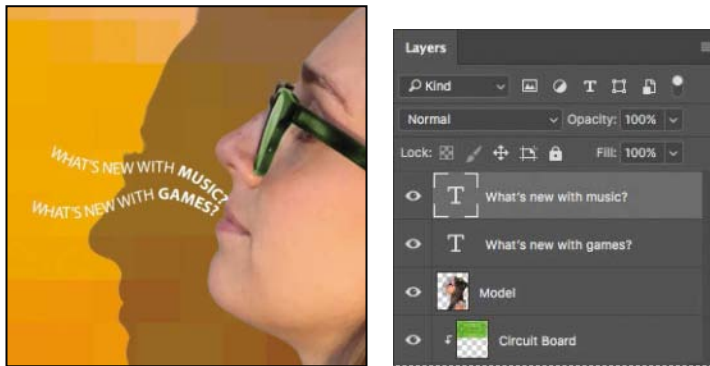 WHAT'S NEW WITH MUSIC?
WHAT'S NEW WITH GAMES?
Layers
Kind
T
Normal
Opacity: 100%
Lock:
Fill: 100%
T What's new with music?
T What's new with games?
Model
Circuit Board